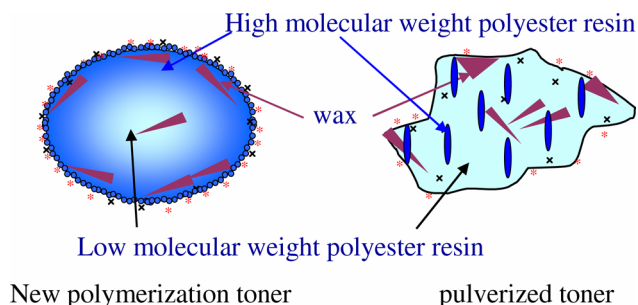 High molecular weight polyester resin
wax
Low molecular weight polyester resin
New polymerization toner
pulverized toner